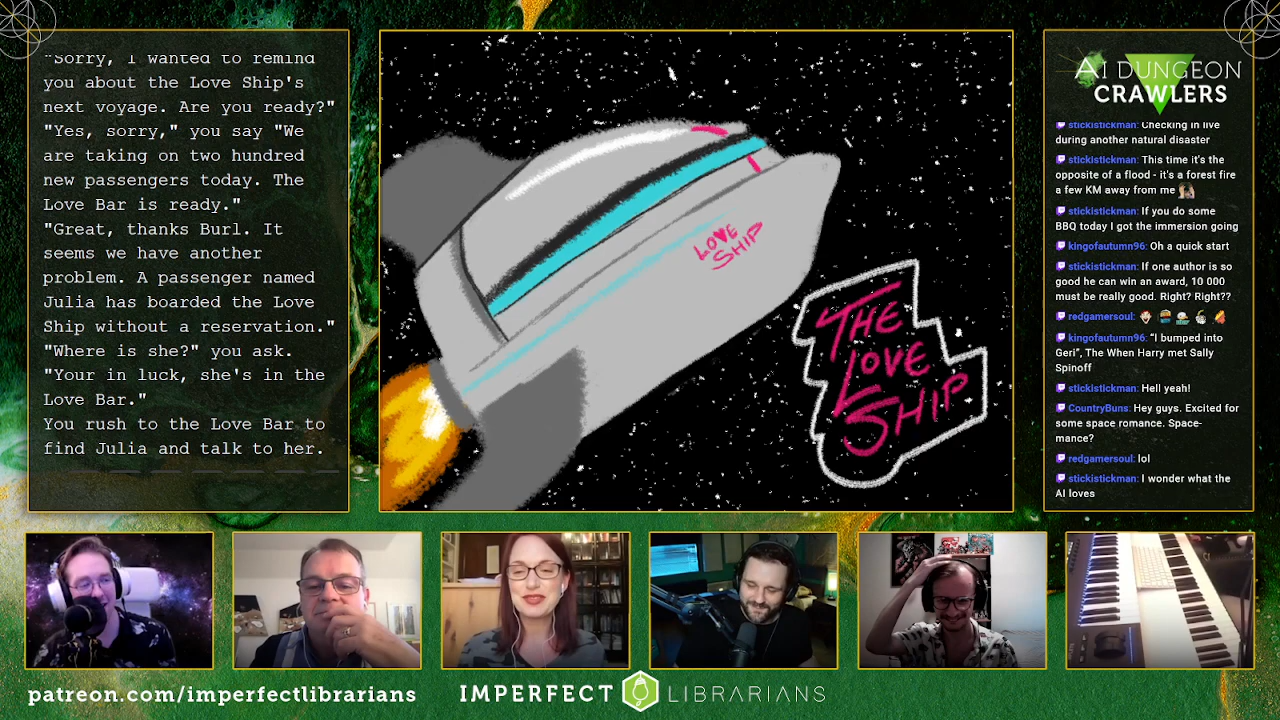 "Sorry, I wanted to remind
you about the Love Ship's
next voyage. Are you ready?"
"Yes, sorry," you say "We
are taking on two hundred
new passengers today. The
Love Bar is ready."
"Great, thanks Burl. It
seems we have another
problem. A passenger named
Julia has boarded the Love
Ship without a reservation."
"Where is she?" you ask.
"Your in luck, she's in the
Love Bar."
You rush to the Love Bar to
find Julia and talk to her.
LOVE
SHIP
THE
LOVE
SHIP
AI DUNGEON
CRAWLERS
stickistickman: Checking in live
during another natural disaster
stickistickman: This time it's the
opposite of a flood - it's a forest fire
a few KM away from me
stickistickman: If you do some
BBQ today I got the immersion going
kingofautumn96: Oh a quick start
stickistickman: If one author is so
good he can win an award, 10 000
must be really good. Right? Right??
redgamersoul:
kingofautumn96: “I bumped into
Geri”, The When Harry met Sally
Spinoff
stickistickman: Hell yeah!
CountryBuns: Hey guys. Excited for
some space romance. Space-
mance?
redgamersoul: lol
stickistickman: I wonder what the
AI loves
patreon.com/imperfectlibrarians
IMPERFECT LIBRARIANS